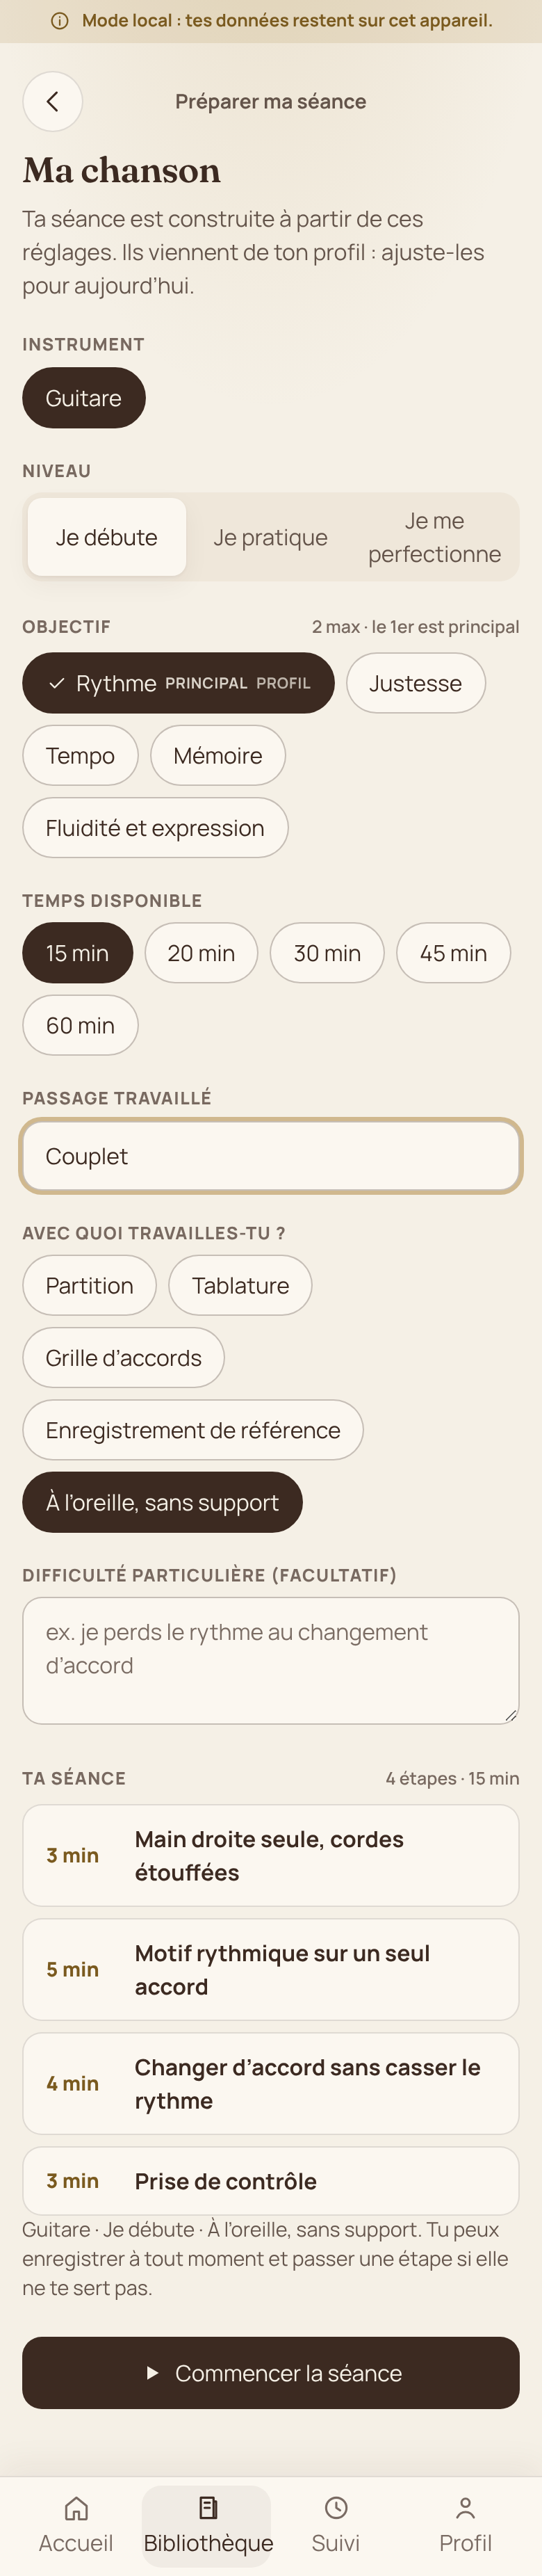 Mode local : tes données restent sur cet appareil.
Préparer ma séance
Ma chanson
Ta séance est construite à partir de ces
réglages. Ils viennent de ton profil : ajuste-les
pour aujourd'hui.
INSTRUMENT
Guitare
NIVEAU
Je débute
Je pratique
Je me
perfectionne
OBJECTIF
2 max · le 1er est principal
Rythme PRINCIPAL PROFIL
Justesse
Tempo
Mémoire
Fluidité et expression
TEMPS DISPONIBLE
15 min
20 min
30 min
45 min
60 min
PASSAGE TRAVAILLÉ
Couplet
AVEC QUOI TRAVAILLES-TU ?
Partition
Tablature
Grille d'accords
Enregistrement de référence
À l'oreille, sans support
DIFFICULTÉ PARTICULIÈRE (FACULTATIF)
ex. je perds le rythme au changement
d'accord
TA SÉANCE
4 étapes · 15 min
3 min
Main droite seule, cordes
étouffées
5 min
Motif rythmique sur un seul
accord
4 min
Changer d'accord sans casser le
rythme
3 min
Prise de contrôle
Guitare · Je débute · À l'oreille, sans support. Tu peux
enregistrer à tout moment et passer une étape si elle
ne te sert pas.
Commencer la séance
Accueil
Bibliothèque
Suivi
Profil